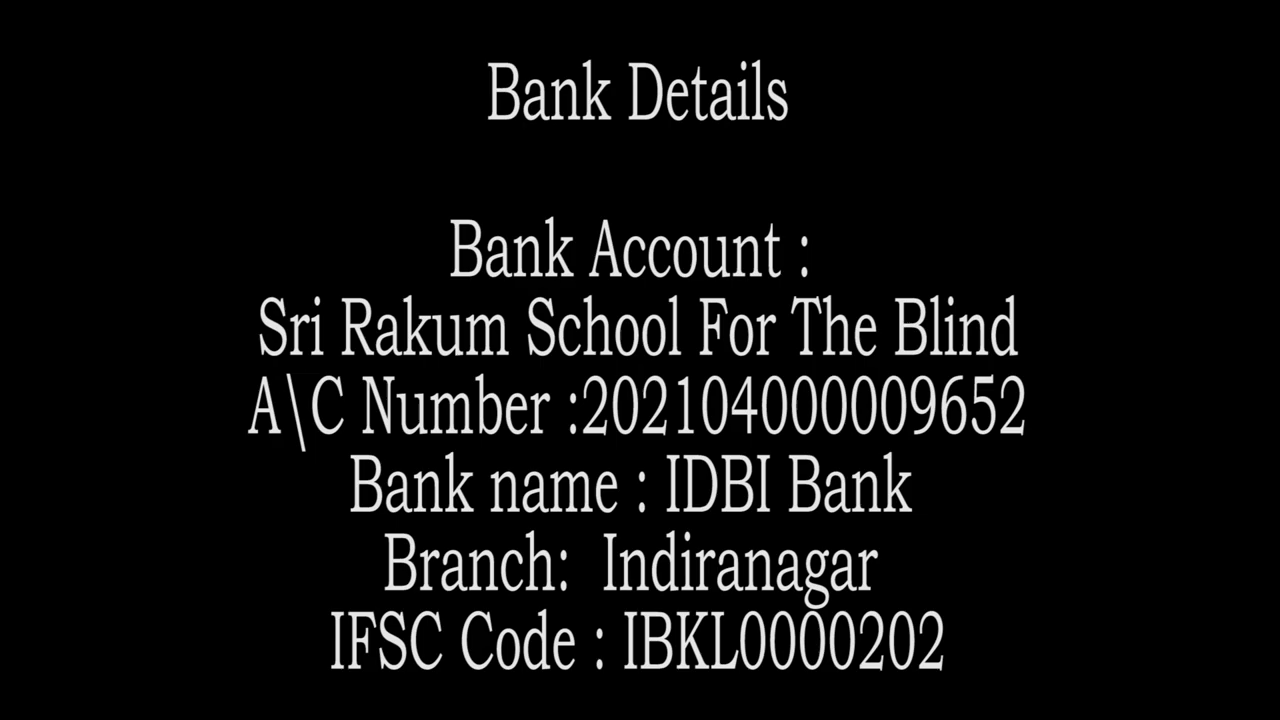 Bank Details
Bank Account :
Sri Rakum School For The Blind
A\C Number :202104000009652
Bank name : IDBI Bank
Branch: Indiranagar
IFSC Code : IBKL0000202